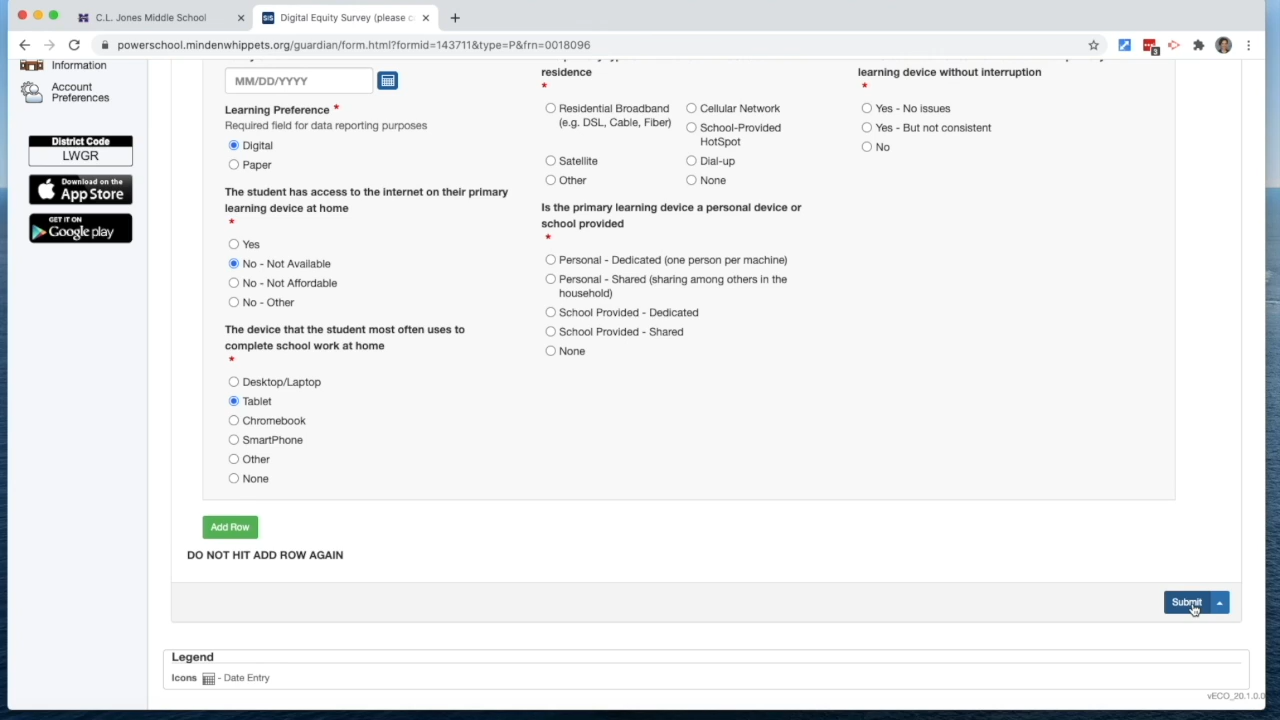 C.L. Jones Middle School
Digital Equity Survey (please c
powerschool.mindenwhippets.org/guardian/form.html?formid=143711&type=P&frn=0018096
3
Information
Account
Preferences
District Code
LWGR
Download on the
App Store
GET IT ON
Google play
MM/DD/YYYY
Learning Preference *
Required field for data reporting purposes
Digital
Paper
The student has access to the internet on their primary
learning device at home
*
Yes
No - Not Available
No - Not Affordable
No - Other
The device that the student most often uses to
complete school work at home
*
Desktop/Laptop
Tablet
Chromebook
SmartPhone
Other
None
residence
*
Residential Broadband
(e.g. DSL, Cable, Fiber)
Cellular Network
School-Provided
HotSpot
Satellite
Dial-up
Other
None
Is the primary learning device a personal device or
school provided
*
Personal - Dedicated (one person per machine)
Personal - Shared (sharing among others in the
household)
School Provided - Dedicated
School Provided - Shared
None
learning device without interruption
*
Yes - No issues
Yes - But not consistent
No
Add Row
DO NOT HIT ADD ROW AGAIN
Submit
Legend
Icons - Date Entry
vECO_20.1.0.0